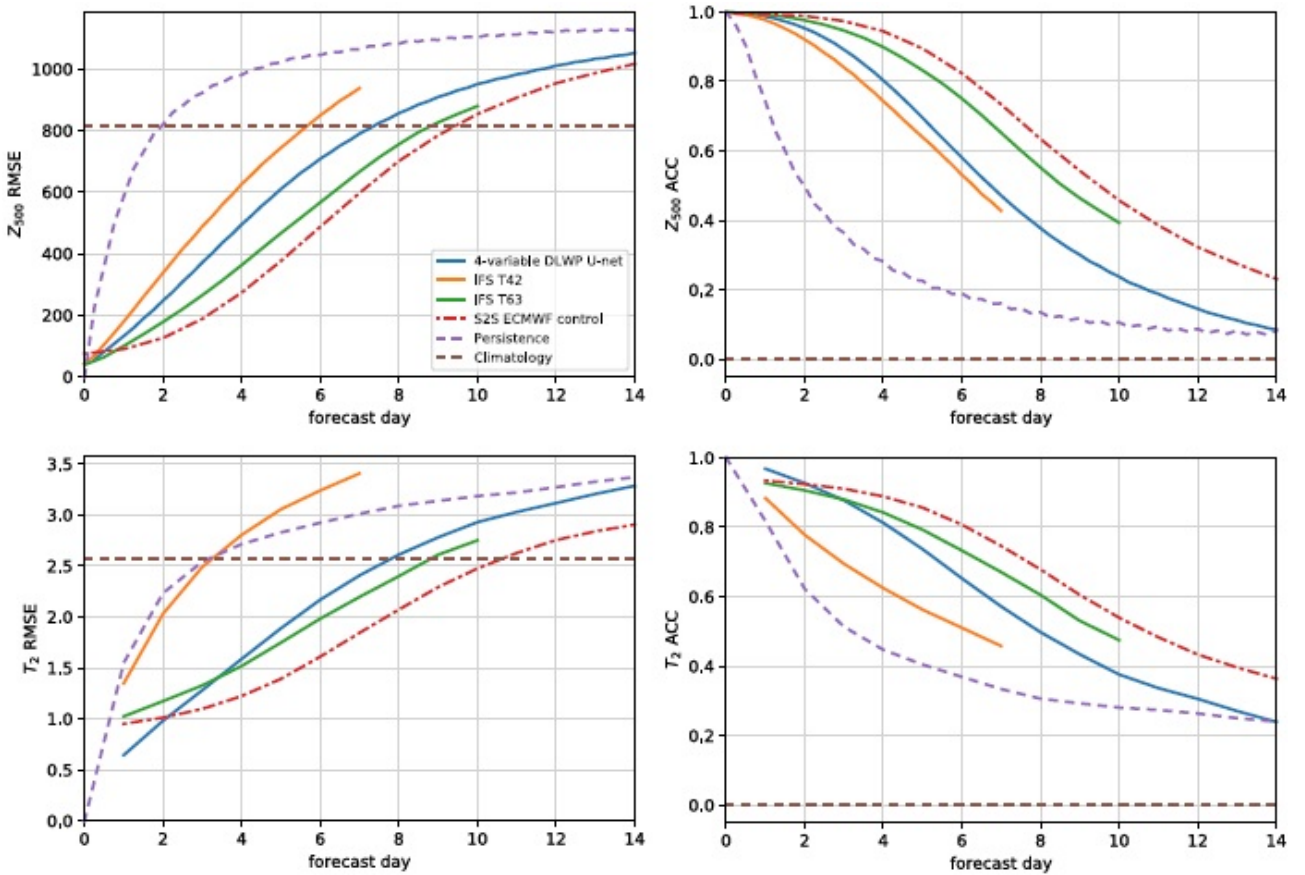 1000
800
600
400
200
0
Z500 RMSE
0 2 4 6 8 10 12 14
forecast day
4-variable DLWP U-net
IFS T42
IFS T63
S2S ECMWF control
Persistence
Climatology
1.0
0.8
0.6
0.4
0.2
0.0
Z500 ACC
0 2 4 6 8 10 12 14
forecast day
3.5
3.0
2.5
2.0
1.5
1.0
0.5
0.0
T2 RMSE
0 2 4 6 8 10 12 14
forecast day
1.0
0.8
0.6
0.4
0.2
0.0
T2 ACC
0 2 4 6 8 10 12 14
forecast day